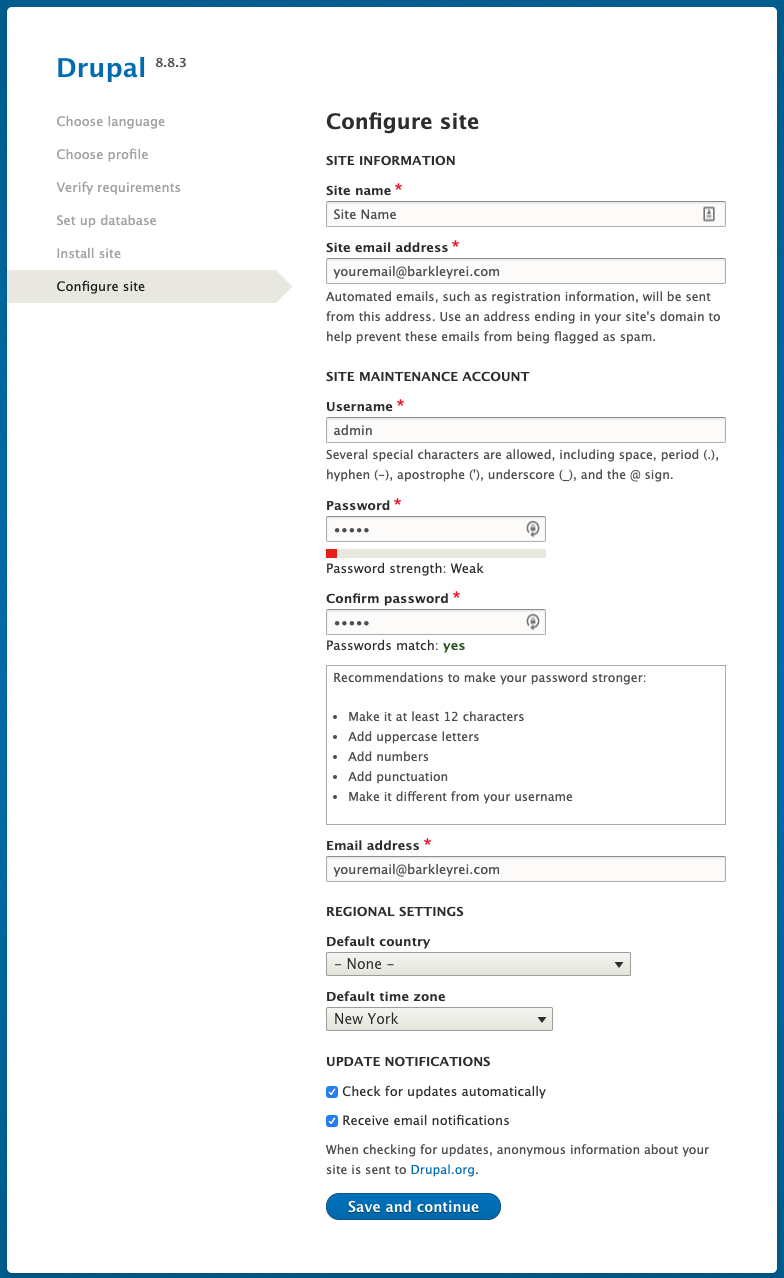 Drupal 8.8.3
Choose language
Choose profile
Verify requirements
Set up database
Install site
Configure site
Configure site
SITE INFORMATION
Site name *
Site Name
Site email address *
youremail@barkleyrei.com
Automated emails, such as registration information, will be sent
from this address. Use an address ending in your site's domain to
help prevent these emails from being flagged as spam.
SITE MAINTENANCE ACCOUNT
Username *
admin
Several special characters are allowed, including space, period (.),
hyphen (-), apostrophe ('), underscore (_), and the @ sign.
Password *
•••••
Password strength: Weak
Confirm password *
•••••
Passwords match: yes
Recommendations to make your password stronger:
• Make it at least 12 characters
• Add uppercase letters
• Add numbers
• Add punctuation
• Make it different from your username
Email address *
youremail@barkleyrei.com
REGIONAL SETTINGS
Default country
- None -
Default time zone
New York
UPDATE NOTIFICATIONS
Check for updates automatically
Receive email notifications
When checking for updates, anonymous information about your
site is sent to Drupal.org.
Save and continue